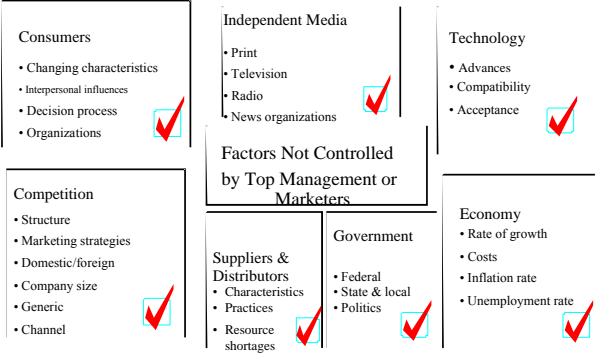 Consumers
• Changing characteristics
• Interpersonal influences
• Decision process
• Organizations
Independent Media
• Print
• Television
• Radio
• News organizations
Technology
• Advances
• Compatibility
• Acceptance
Factors Not Controlled
by Top Management or
Marketers
Competition
• Structure
• Marketing strategies
• Domestic/foreign
• Company size
• Generic
• Channel
Suppliers &
Distributors
• Characteristics
• Practices
• Resource
shortages
Government
• Federal
• State & local
• Politics
Economy
• Rate of growth
• Costs
• Inflation rate
• Unemployment rate